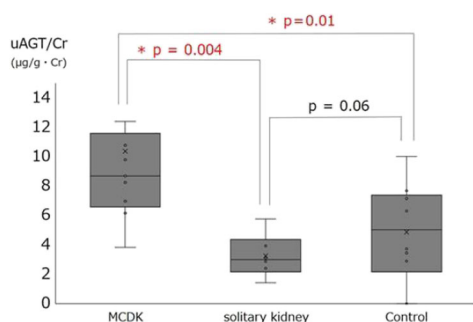 * p=0.01
uAGT/Cr
(μg/g・Cr)
* p = 0.004
p = 0.06
14
12
10
8
6
4
2
0
MCDK
solitary kidney
Control